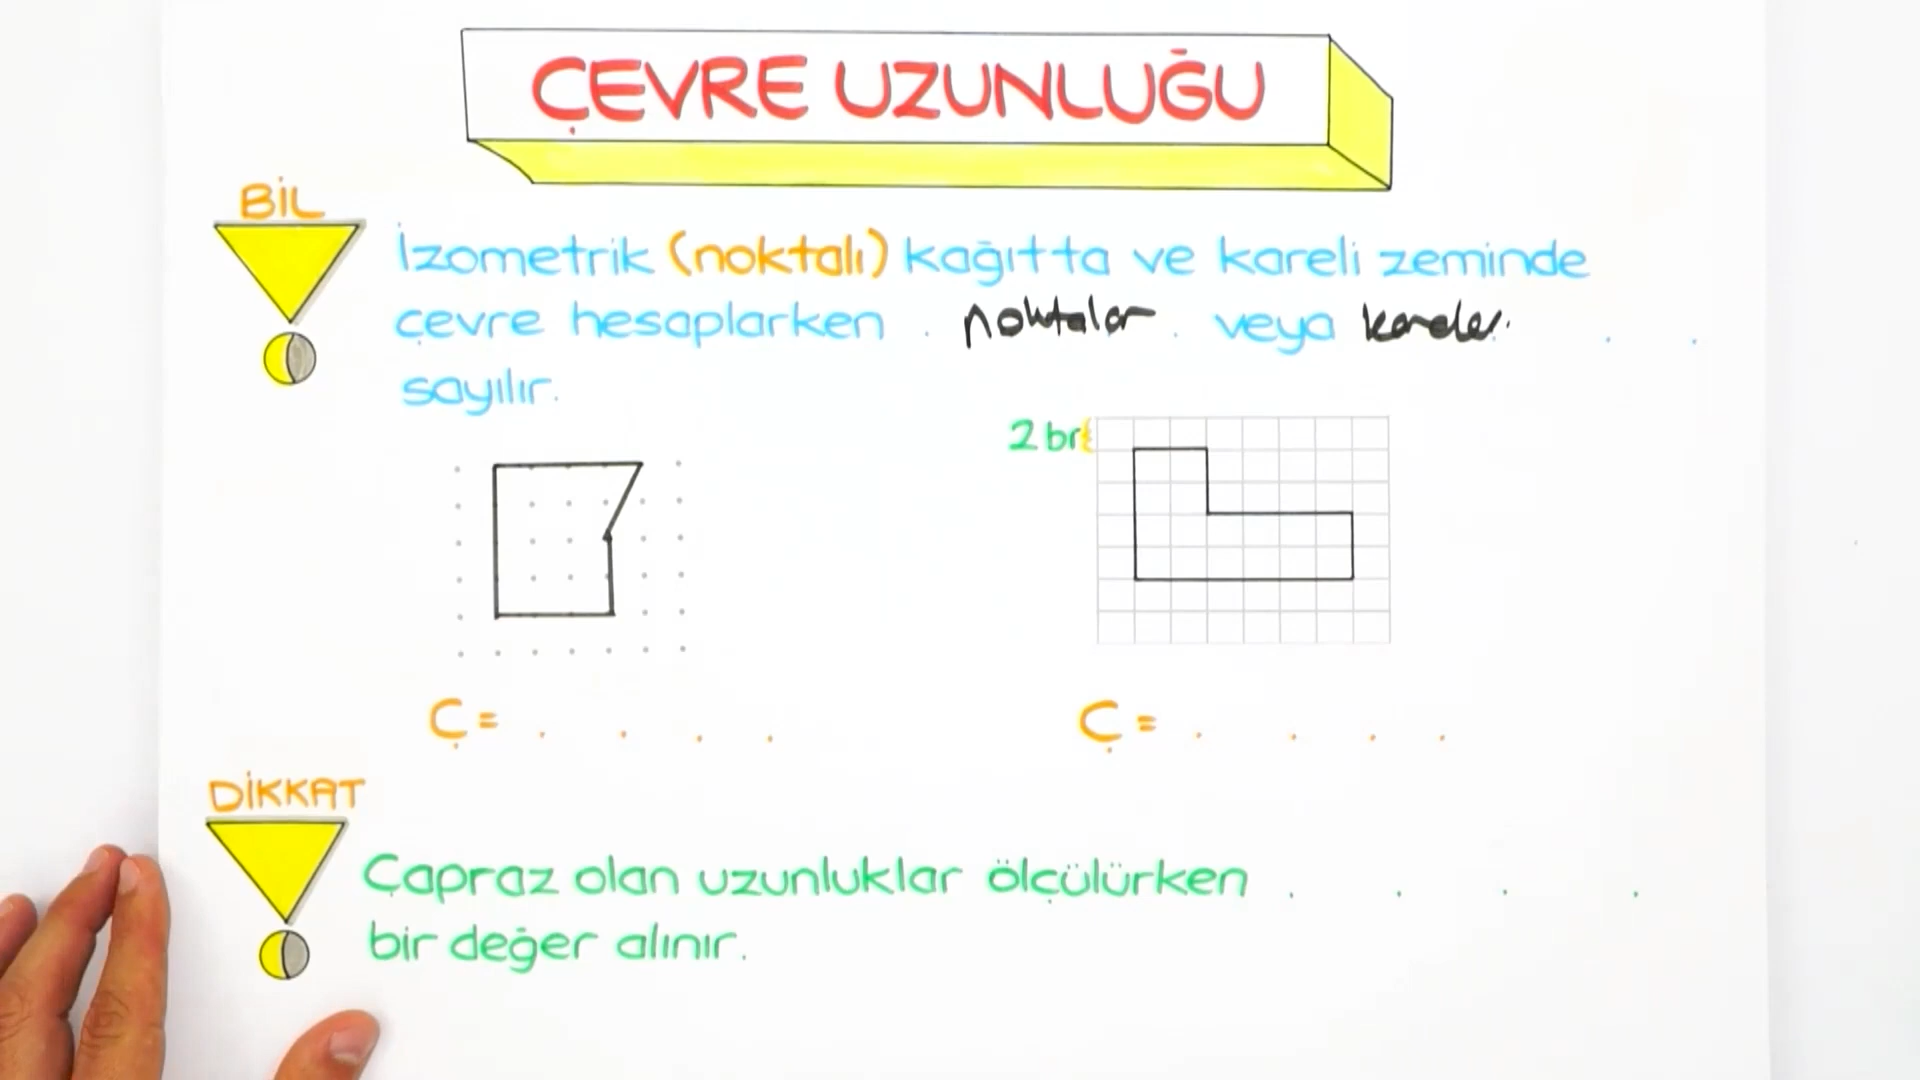 ÇEVRE UZUNLUĞU
BİL
İzometrik (noktalı) kağıtta ve kareli zeminde
çevre hesaplarken . noktalar . veya kareler . .
sayılır.
2 br
Ç = . . . .
Ç = . . . .
DİKKAT
Çapraz olan uzunluklar ölçülürken . . . .
bir değer alınır.